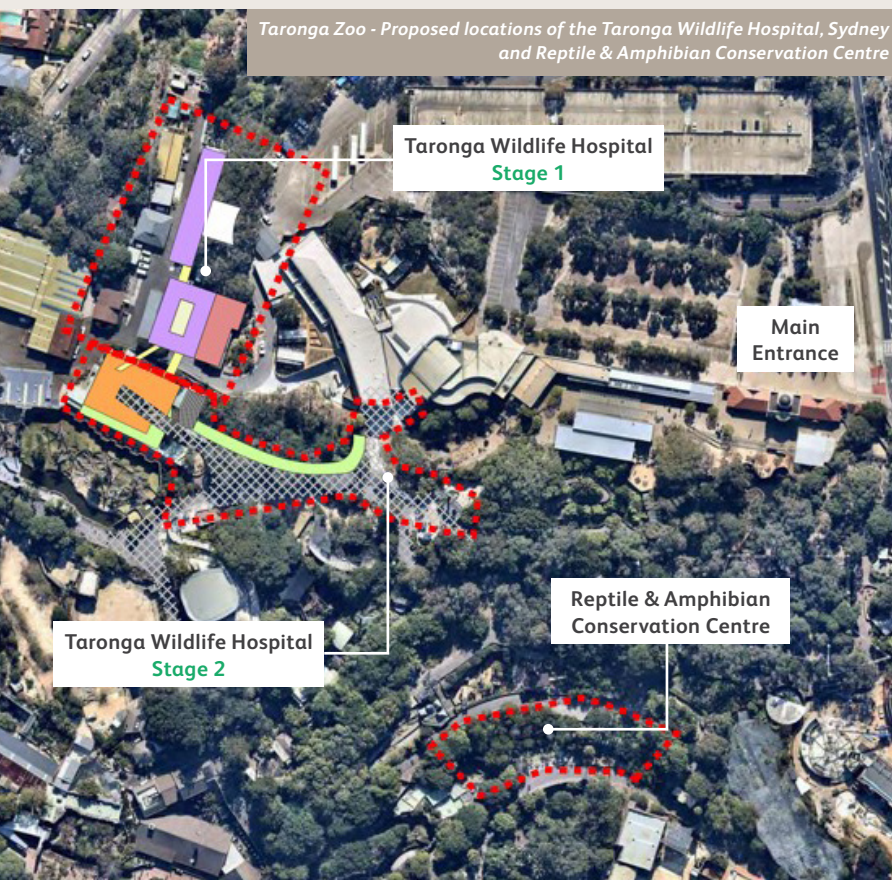 Taronga Zoo - Proposed locations of the Taronga Wildlife Hospital, Sydney
and Reptile & Amphibian Conservation Centre
Taronga Wildlife Hospital
Stage 1
Main
Entrance
Reptile & Amphibian
Conservation Centre
Taronga Wildlife Hospital
Stage 2